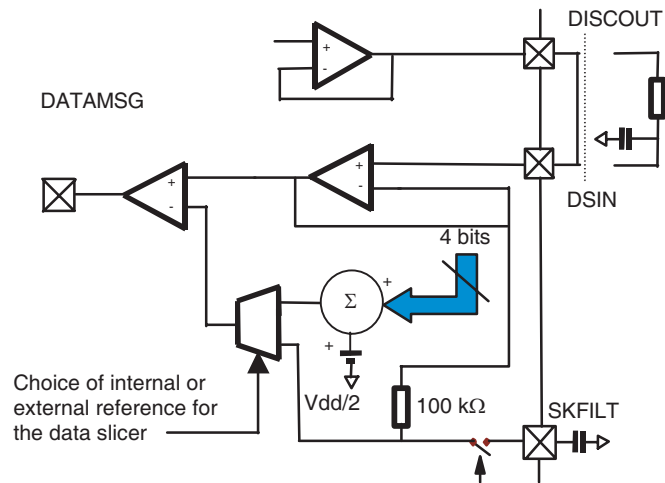 DISCOUT
+
-
DATAMSG
+
-
+
-
DSIN
4 bits
Σ
+
+
Vdd/2
Choice of internal or
external reference for
the data slicer
100 kΩ
SKFILT